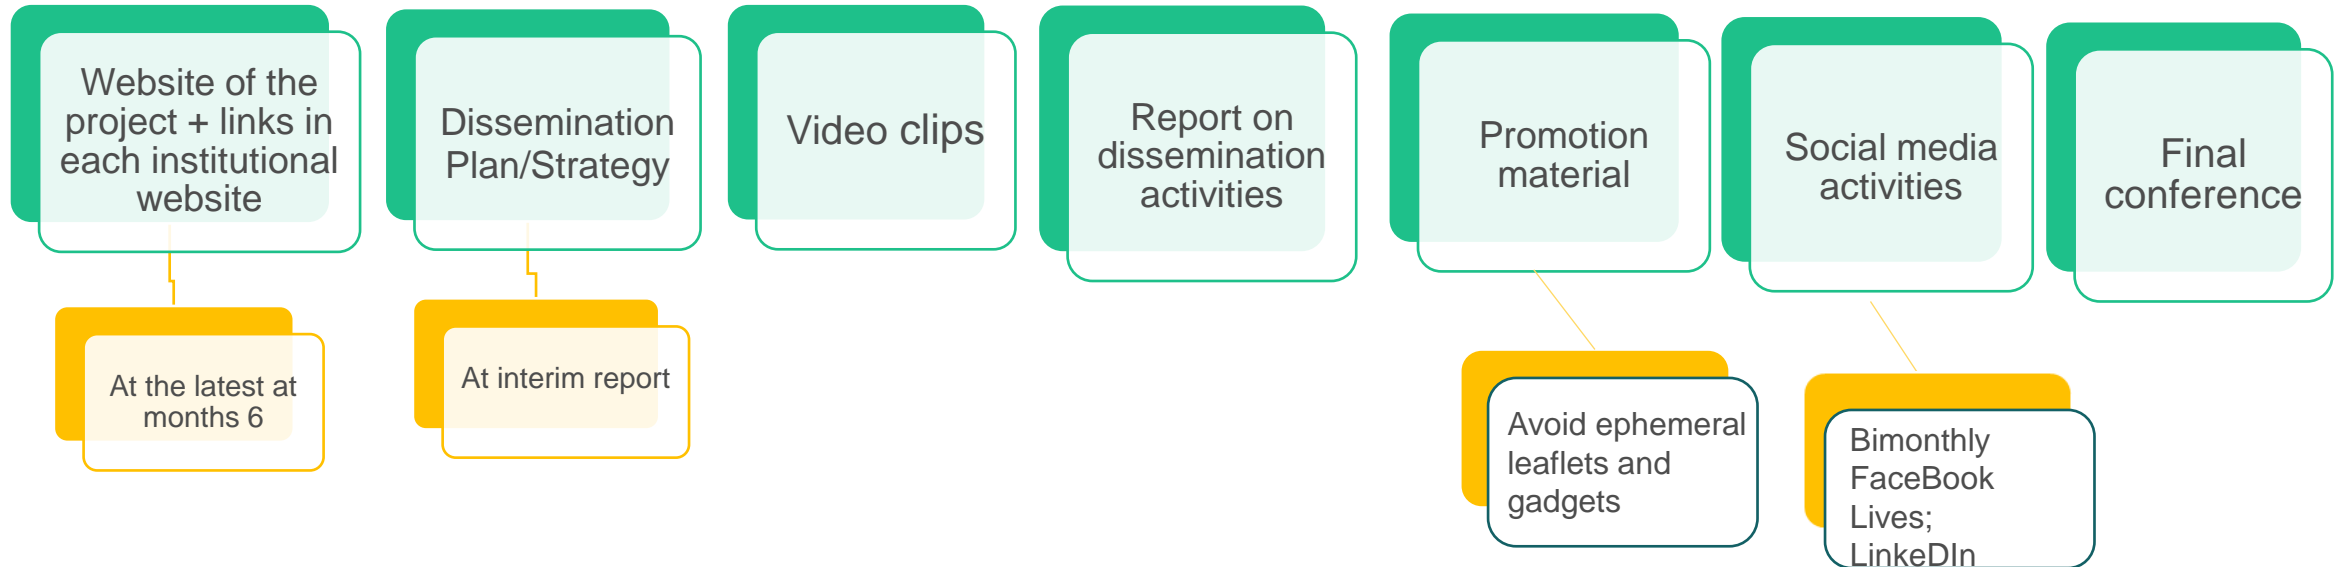 Website of the
project + links in
each institutional
website
Dissemination
Plan/Strategy
Video clips
Report on
dissemination
activities
Promotion
material
Social media
activities
Final
conference
At the latest at
months 6
At interim report
Avoid ephemeral
leaflets and
gadgets
Bimonthly
FaceBook
Lives;
LinkeDIn